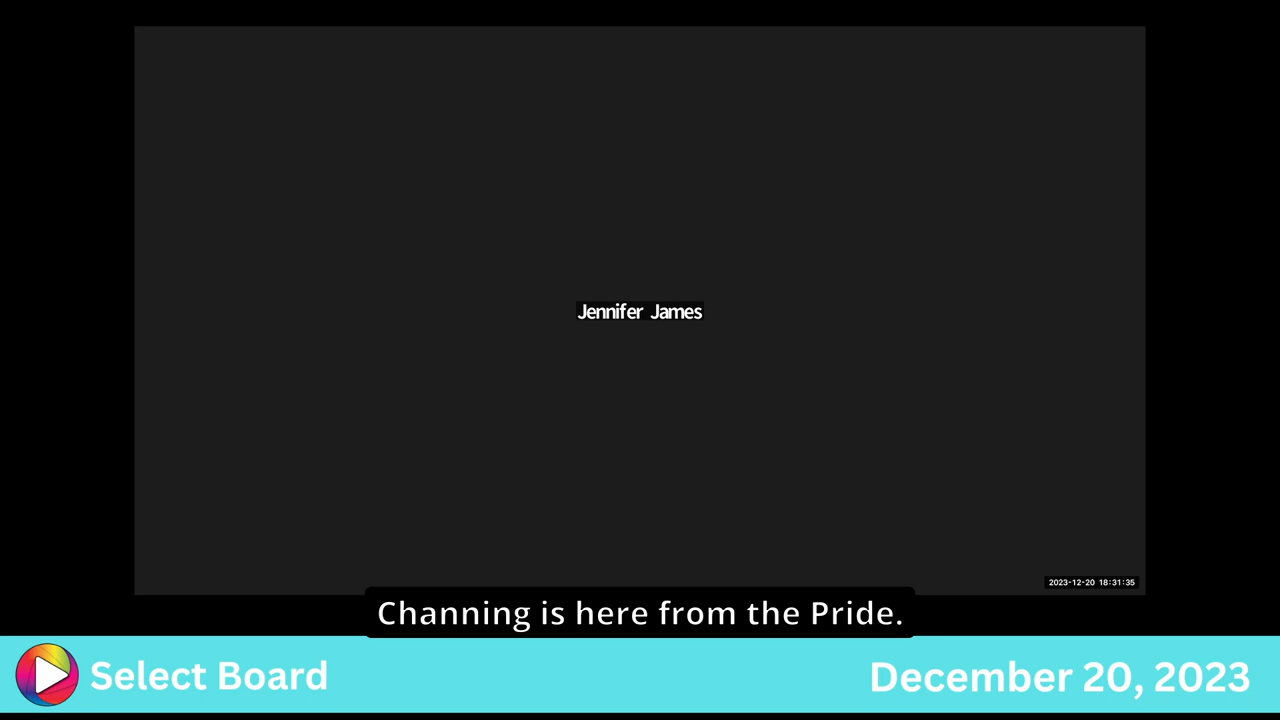 Jennifer James
2023-12-20 18:31:35
Channing is here from the Pride.
Select Board
December 20, 2023